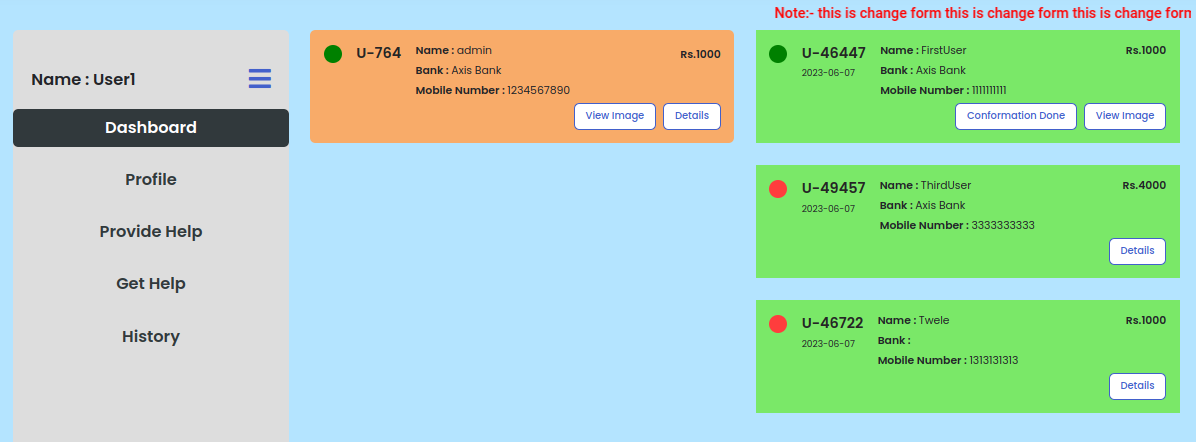 Note:- this is change form this is change form this is change forn
Name : User1
Dashboard
Profile
Provide Help
Get Help
History
U-764
Name : admin
Rs.1000
Bank : Axis Bank
Mobile Number : 1234567890
View Image
Details
U-46447
2023-06-07
Name : FirstUser
Rs.1000
Bank : Axis Bank
Mobile Number : 1111111111
Conformation Done
View Image
U-49457
2023-06-07
Name : ThirdUser
Rs.4000
Bank : Axis Bank
Mobile Number : 3333333333
Details
U-46722
2023-06-07
Name : Twele
Rs.1000
Bank :
Mobile Number : 1313131313
Details